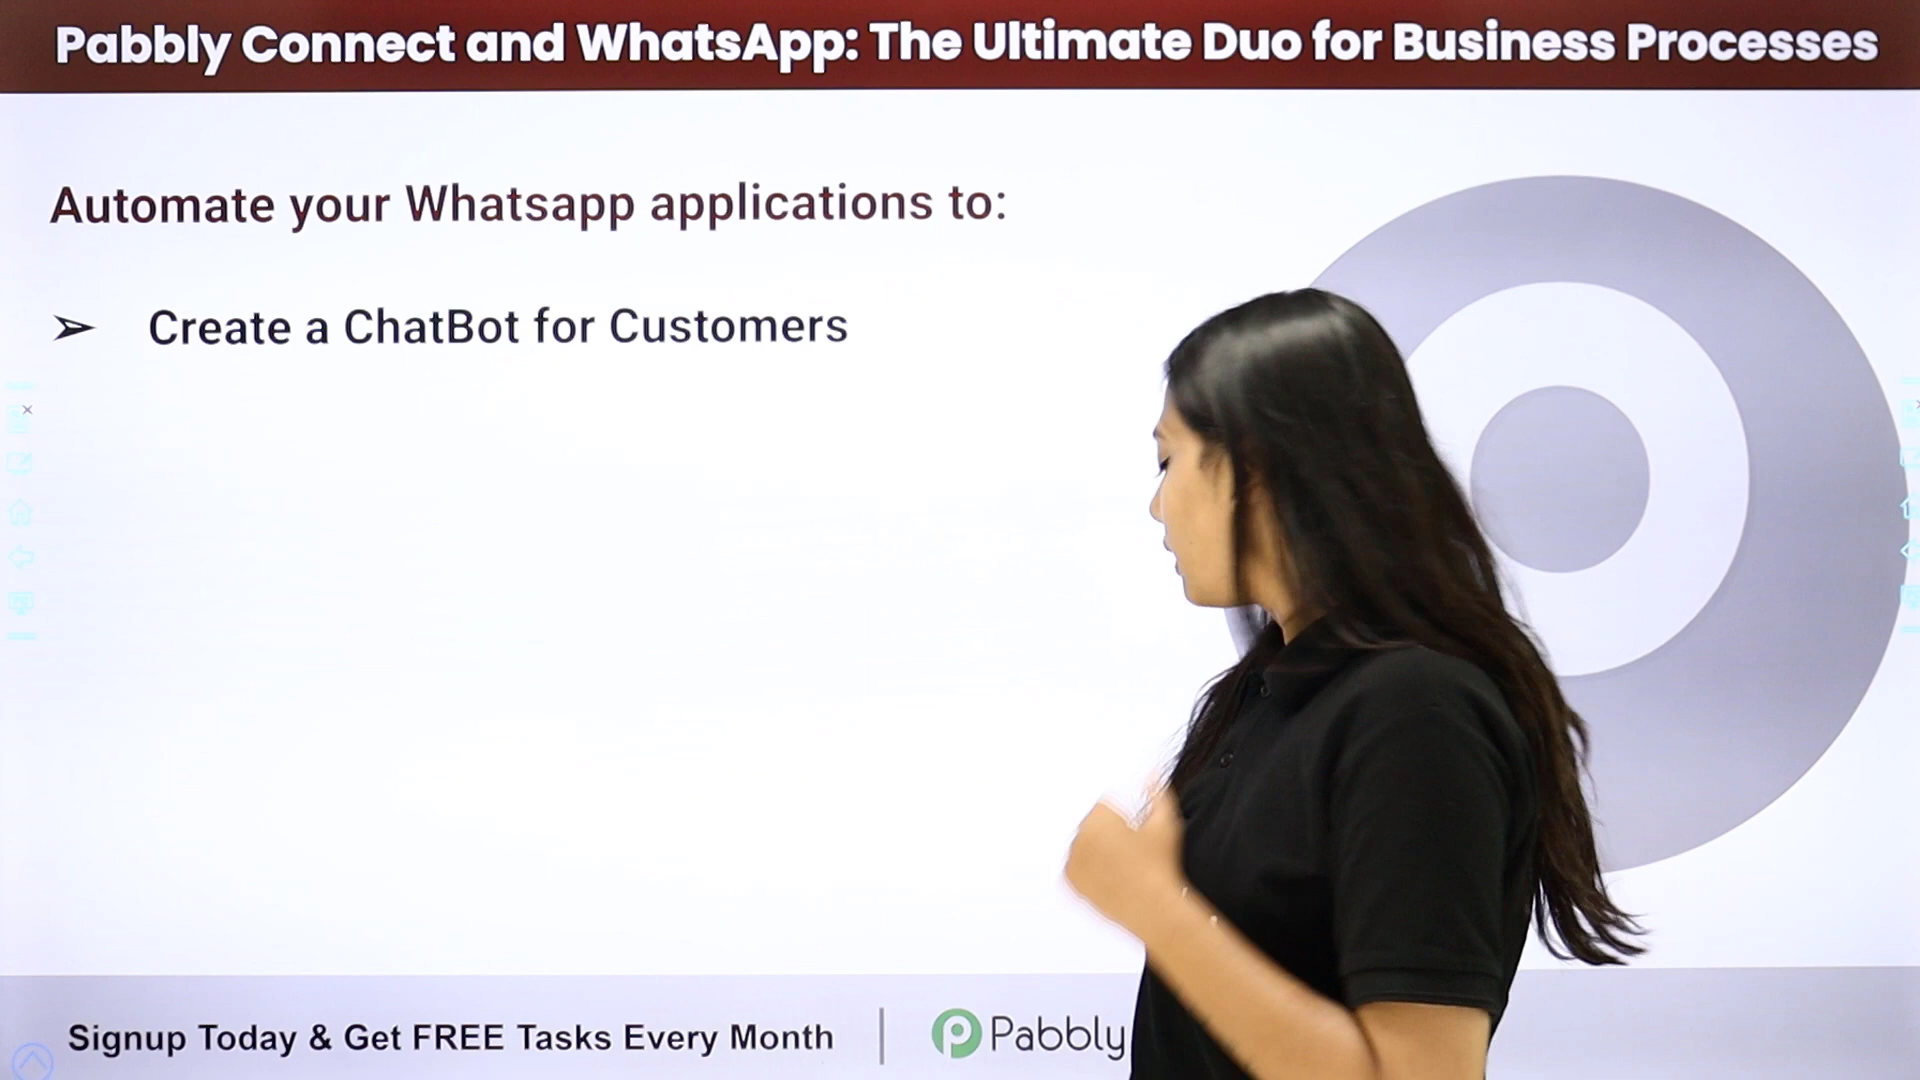 Pabbly Connect and WhatsApp: The Ultimate Duo for Business Processes
Automate your Whatsapp applications to:
➢ Create a ChatBot for Customers
Signup Today & Get FREE Tasks Every Month | Pabbly